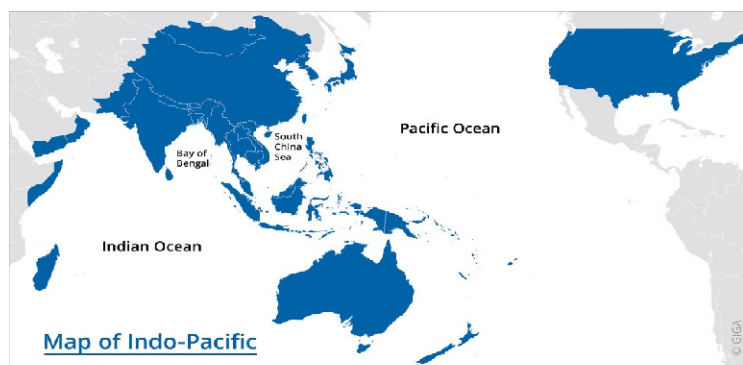 Pacific Ocean
South
China
Sea
Bay of
Bengal
Indian Ocean
Map of Indo-Pacific
© GIGA